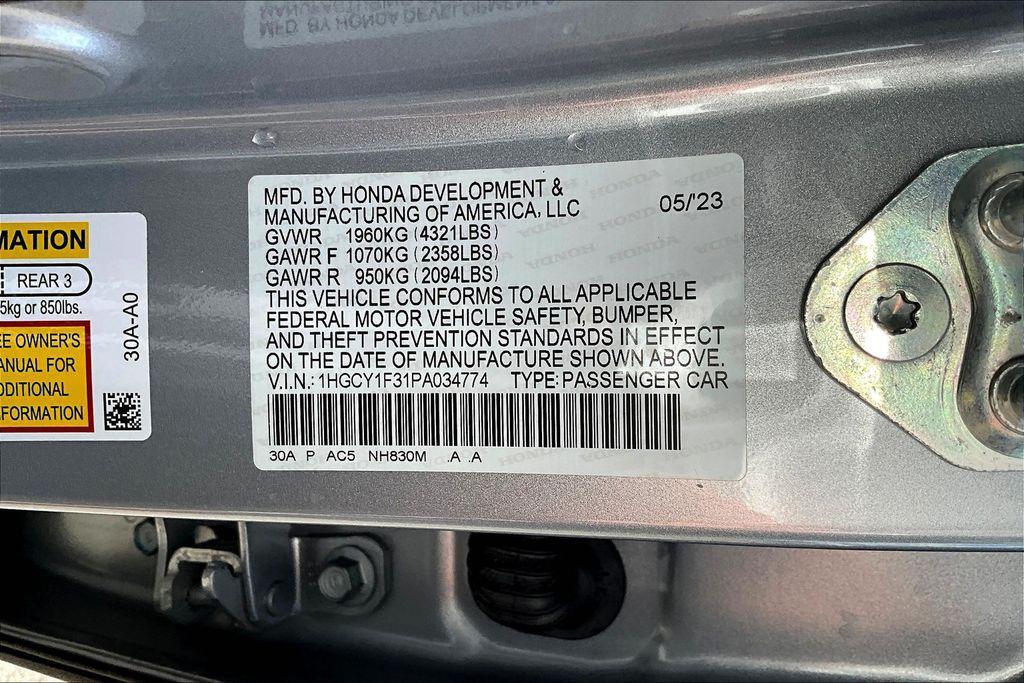 MATION
REAR 3
5kg or 850lbs.
EE OWNER'S
ANUAL FOR
DDITIONAL
FORMATION
30A-A0
MFD. BY HONDA DEVELOPMENT &
MANUFACTURING OF AMERICA, LLC 05/'23
GVWR 1960KG (4321LBS)
GAWR F 1070KG (2358LBS)
GAWR R 950KG (2094LBS)
THIS VEHICLE CONFORMS TO ALL APPLICABLE
FEDERAL MOTOR VEHICLE SAFETY, BUMPER,
AND THEFT PREVENTION STANDARDS IN EFFECT
ON THE DATE OF MANUFACTURE SHOWN ABOVE.
V.I.N.: 1HGCY1F31PA034774 TYPE: PASSENGER CAR
30A P AC5 NH830M .A .A